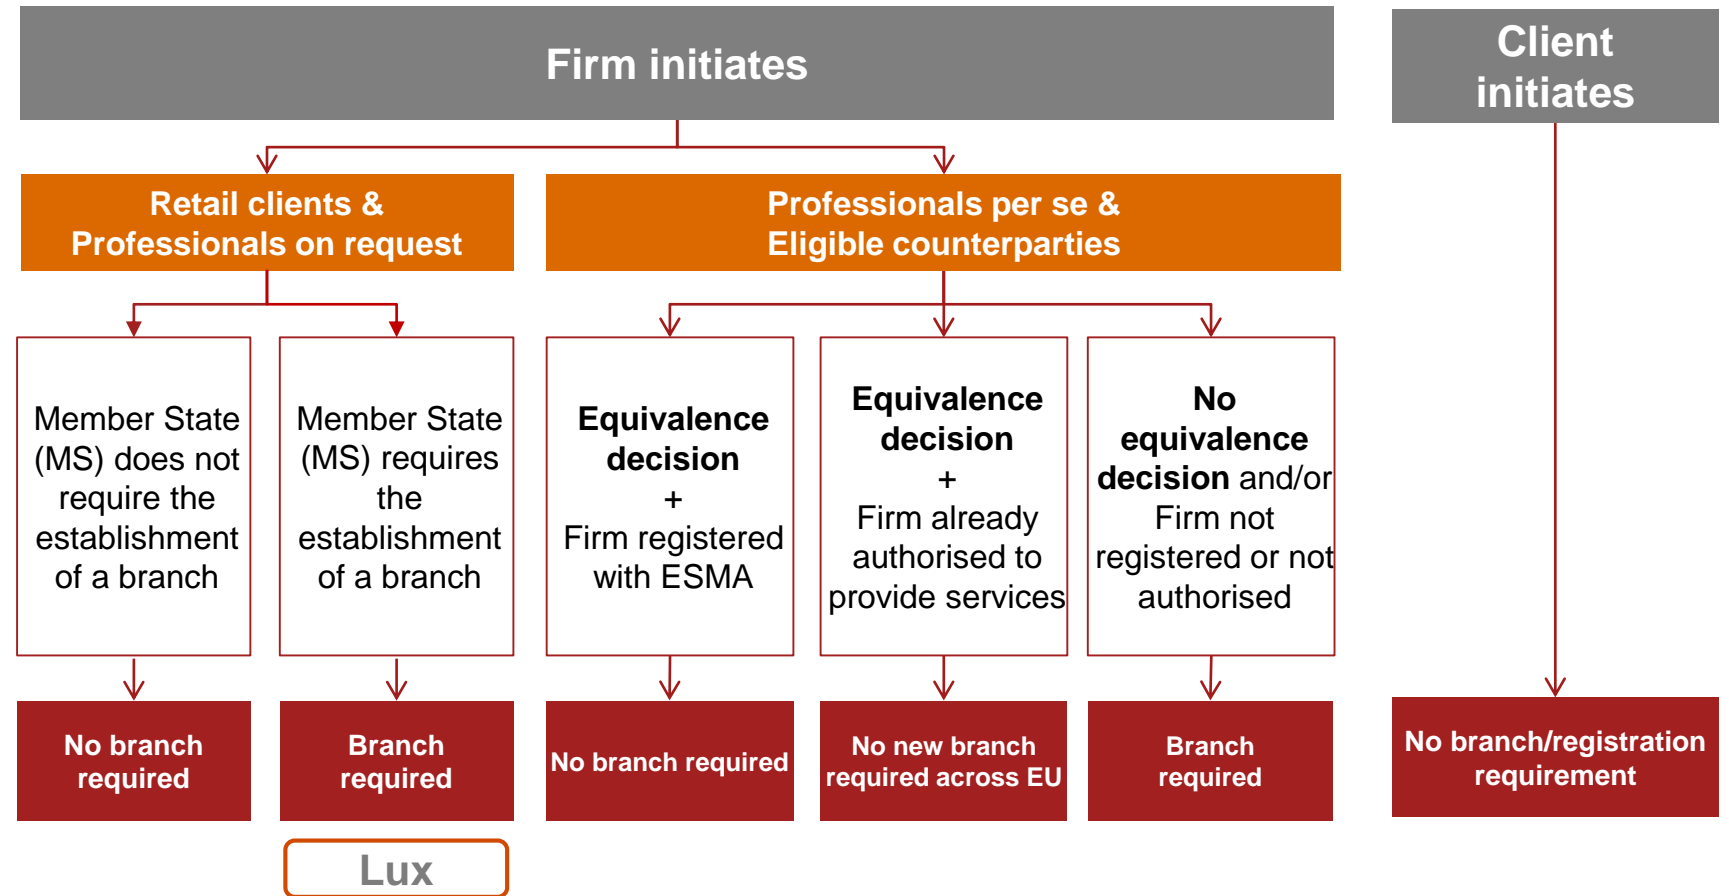 Firm initiates
Client
initiates
Retail clients &
Professionals on request
Professionals per se &
Eligible counterparties
Member State
(MS) does not
require the
establishment
of a branch
Member State
(MS) requires
the
establishment
of a branch
Equivalence
decision
+
Firm registered
with ESMA
Equivalence
decision
+
Firm already
authorised to
provide services
No
equivalence
decision and/or
Firm not
registered or not
authorised
No branch
required
Branch
required
No branch required
No new branch
required across EU
Branch
required
No branch/registration
requirement
Lux